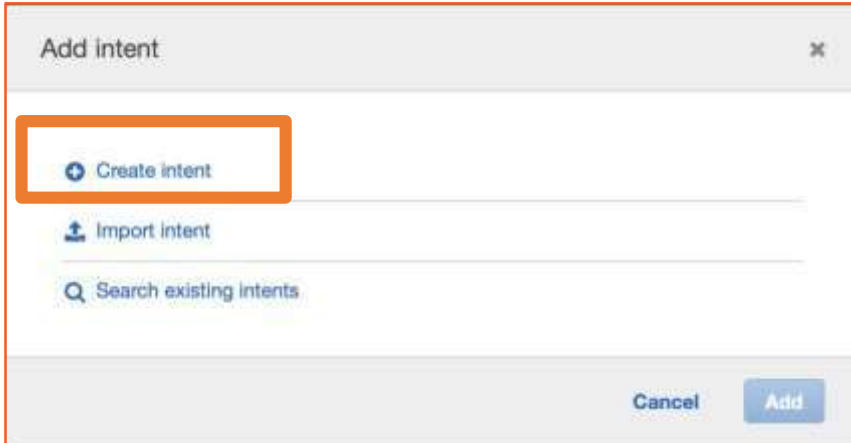 Add intent
Create intent
Import intent
Search existing intents
Cancel Add